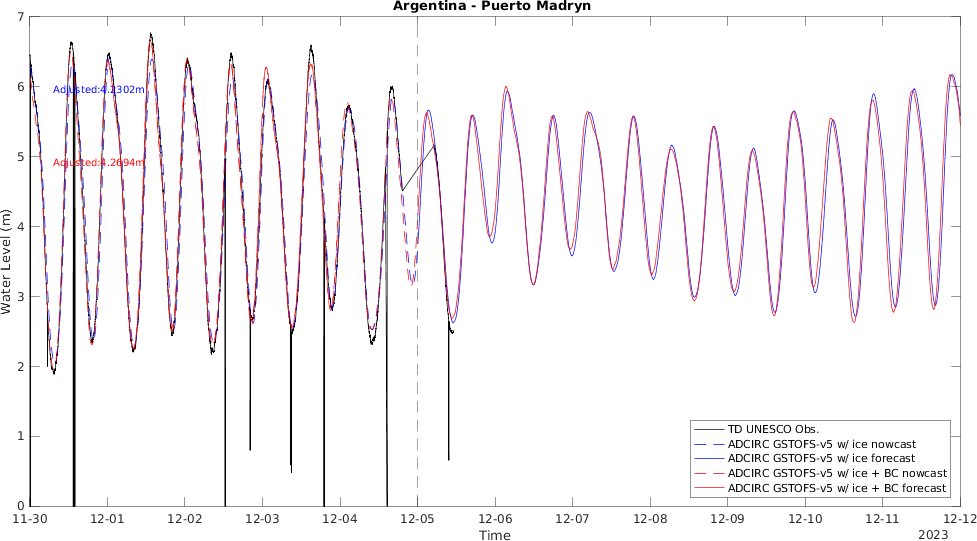 Argentina - Puerto Madryn
7
6
5
4
3
2
1
0
Water Level (m)
Adjusted:4.2302m
Adjusted:4.2694m
TD UNESCO Obs.
ADCIRC GSTOFS-v5 w/ ice nowcast
ADCIRC GSTOFS-v5 w/ ice forecast
ADCIRC GSTOFS-v5 w/ ice + BC nowcast
ADCIRC GSTOFS-v5 w/ ice + BC forecast
11-30 12-01 12-02 12-03 12-04 12-05 12-06 12-07 12-08 12-09 12-10 12-11 12-12
Time
2023